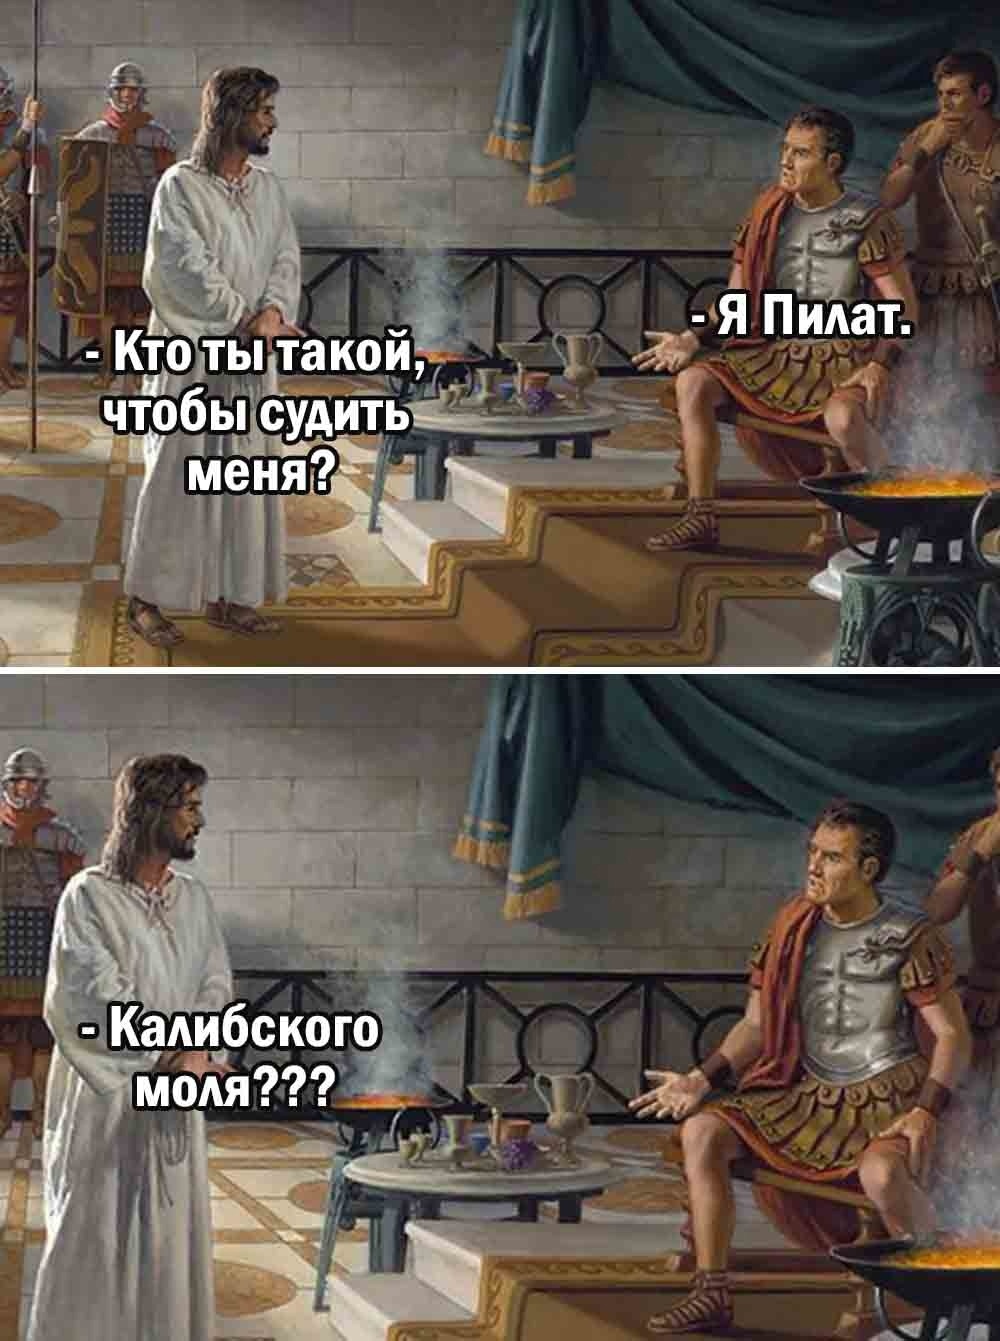 - Кто ты такой,
- Я Пилат.
чтобы судить
меня?
- Калибского
моля???